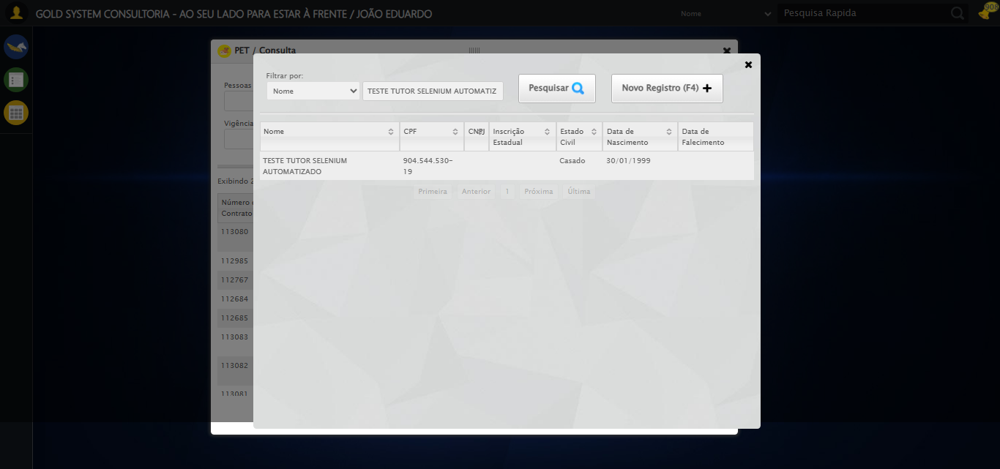 GOLD SYSTEM CONSULTORIA - AO SEU LADO PARA ESTAR À FRENTE / JOÃO EDUARDO
Nome
Pesquisa Rapida
908
PET / Consulta
Pessoas
Vigência
Exibindo 2
Número
Contrato
113080
112985
112767
112684
112685
113083
113082
113081
Filtrar por:
Nome
TESTE TUTOR SELENIUM AUTOMATIZ
Pesquisar
Novo Registro (F4)
Nome
CPF
CNPJ
Inscrição
Estadual
Estado
Civil
Data de
Nascimento
Data de
Falecimento
TESTE TUTOR SELENIUM
AUTOMATIZADO
904.544.530-
19
Casado
30/01/1999
Primeira
Anterior
1
Próxima
Última